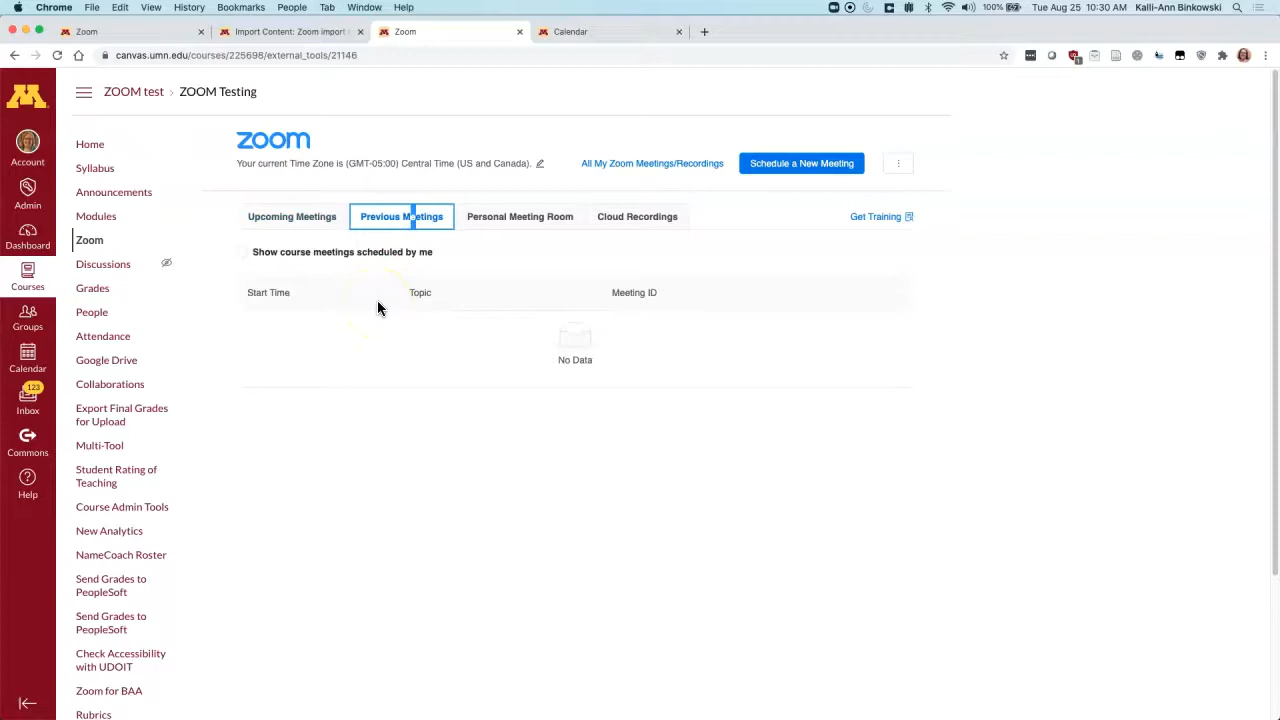 Chrome File Edit View History Bookmarks People Tab Window Help 100% Tue Aug 25 10:30 AM Kalli-Ann Binkowski
Zoom Import Content: Zoom import Zoom Calendar
canvas.umn.edu/courses/225698/external_tools/21146
1
M
ZOOM test › ZOOM Testing
Account
Admin
Dashboard
Courses
Groups
Calendar
123
Inbox
Commons
Help
Home
Syllabus
Announcements
Modules
Zoom
Discussions
Grades
People
Attendance
Google Drive
Collaborations
Export Final Grades
for Upload
Multi-Tool
Student Rating of
Teaching
Course Admin Tools
New Analytics
NameCoach Roster
Send Grades to
PeopleSoft
Send Grades to
PeopleSoft
Check Accessibility
with UDOIT
Zoom for BAA
Rubrics
zoom
Your current Time Zone is (GMT-05:00) Central Time (US and Canada). All My Zoom Meetings/Recordings Schedule a New Meeting
Upcoming Meetings Previous Meetings Personal Meeting Room Cloud Recordings Get Training
Show course meetings scheduled by me
Start Time Topic Meeting ID
No Data